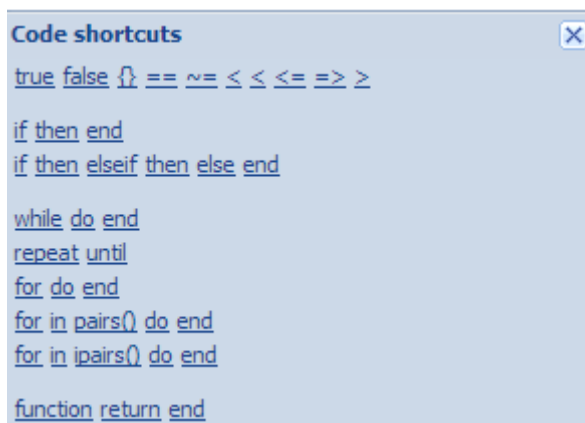 Code shortcuts
true false {} == ~= < < <= => >
if then end
if then elseif then else end
while do end
repeat until
for do end
for in pairs() do end
for in ipairs() do end
function return end